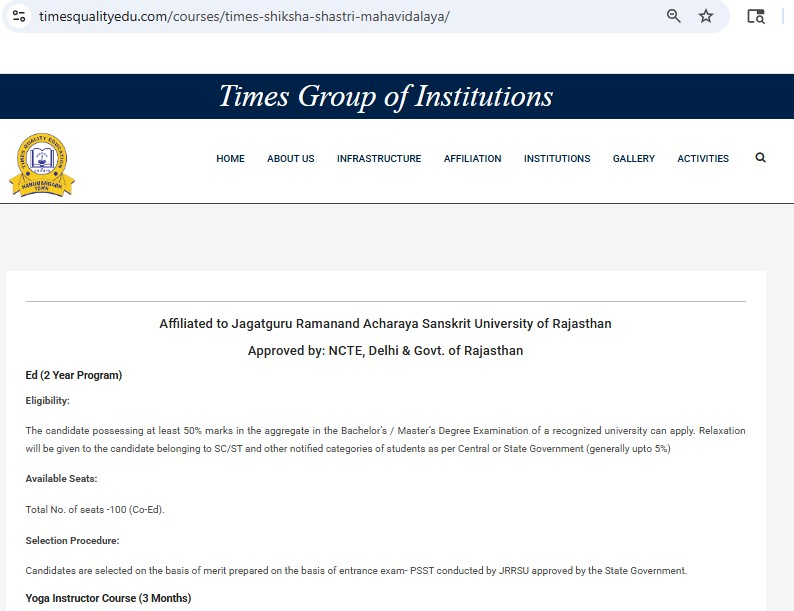 timesqualityedu.com/courses/times-shiksha-shastri-mahavidalaya/
Times Group of Institutions
TIMES QUALITY EDUCATION
HANUMANGARH
TOWN
HOME ABOUT US INFRASTRUCTURE AFFILIATION INSTITUTIONS GALLERY ACTIVITIES
Affiliated to Jagatguru Ramanand Acharaya Sanskrit University of Rajasthan
Approved by: NCTE, Delhi & Govt. of Rajasthan
Ed (2 Year Program)
Eligibility:
The candidate possessing at least 50% marks in the aggregate in the Bachelor's / Master's Degree Examination of a recognized university can apply. Relaxation
will be given to the candidate belonging to SC/ST and other notified categories of students as per Central or State Government (generally upto 5%)
Available Seats:
Total No. of seats -100 (Co-Ed).
Selection Procedure:
Candidates are selected on the basis of merit prepared on the basis of entrance exam- PSST conducted by JRRSU approved by the State Government.
Yoga Instructor Course (3 Months)